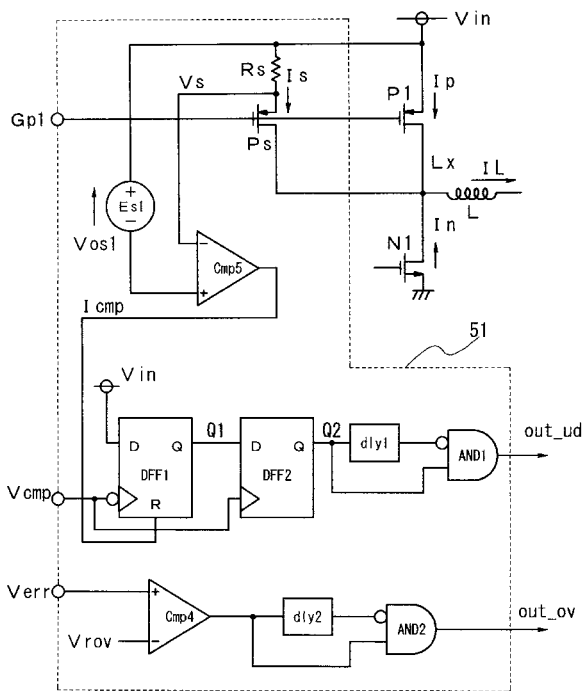 Vin
Rs
Is
Vs
P1
Ip
Gp1
Ps
Lx
IL
L
Es1
+
−
Vos1
In
N1
−
+
Cmp5
Icmp
51
Vin
D
Q
Q1
D
Q
Q2
dly1
out_ud
AND1
DFF1
DFF2
Vcmp
R
Verr
+
Cmp4
−
Vrov
dly2
AND2
out_ov